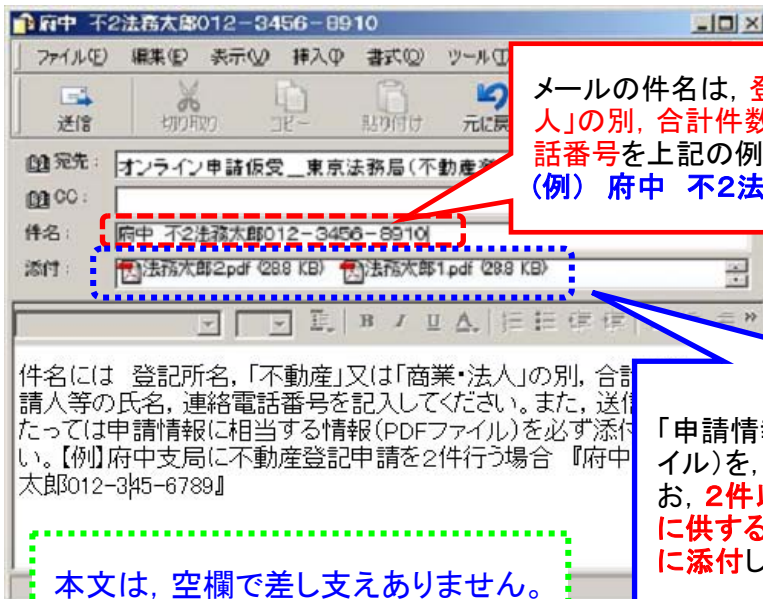 府中 不2法務太郎012-3456-8910
ファイル(F) 編集(E) 表示(V) 挿入(I) 書式(O) ツール(T)
送信 切り取り コピー 貼り付け 元に戻
宛先: オンライン申請仮受__東京法務局(不動産
CC:
件名: 府中 不2法務太郎012-3456-8910
添付: 法務太郎2.pdf (28.8 KB) 法務太郎1.pdf (28.8 KB)
メールの件名は,
人」の別, 合計件数
話番号を上記の例
(例) 府中 不2法
件名には 登記所名,「不動産」又は「商業・法人」の別, 合計
請人等の氏名, 連絡電話番号を記入してください。また, 送信
たっては申請情報に相当する情報(PDFファイル)を必ず添付
い。【例】府中支局に不動産登記申請を2件行う場合 『府中
太郎012-345-6789』
「申請情報
イル)を,
お, 2件以
に供する
に添付し
本文は, 空欄で差し支えありません。